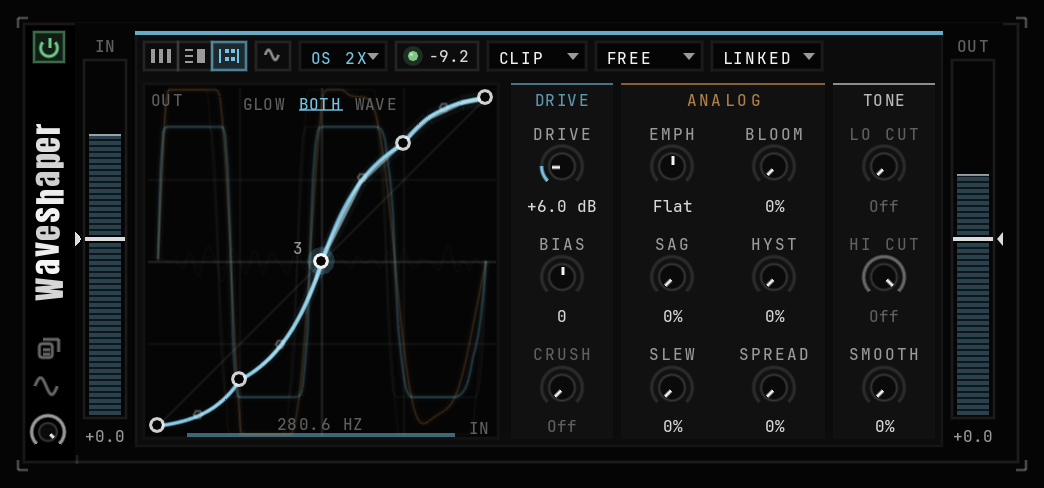 IN
OUT
Waveshaper
OS 2X
-9.2
CLIP
FREE
LINKED
OUT
GLOW BOTH WAVE
3
280.6 HZ
IN
DRIVE
ANALOG
TONE
DRIVE
EMPH
BLOOM
LO CUT
+6.0 dB
Flat
0%
Off
BIAS
SAG
HYST
HI CUT
0
0%
0%
Off
CRUSH
SLEW
SPREAD
SMOOTH
Off
0%
0%
0%
+0.0
+0.0